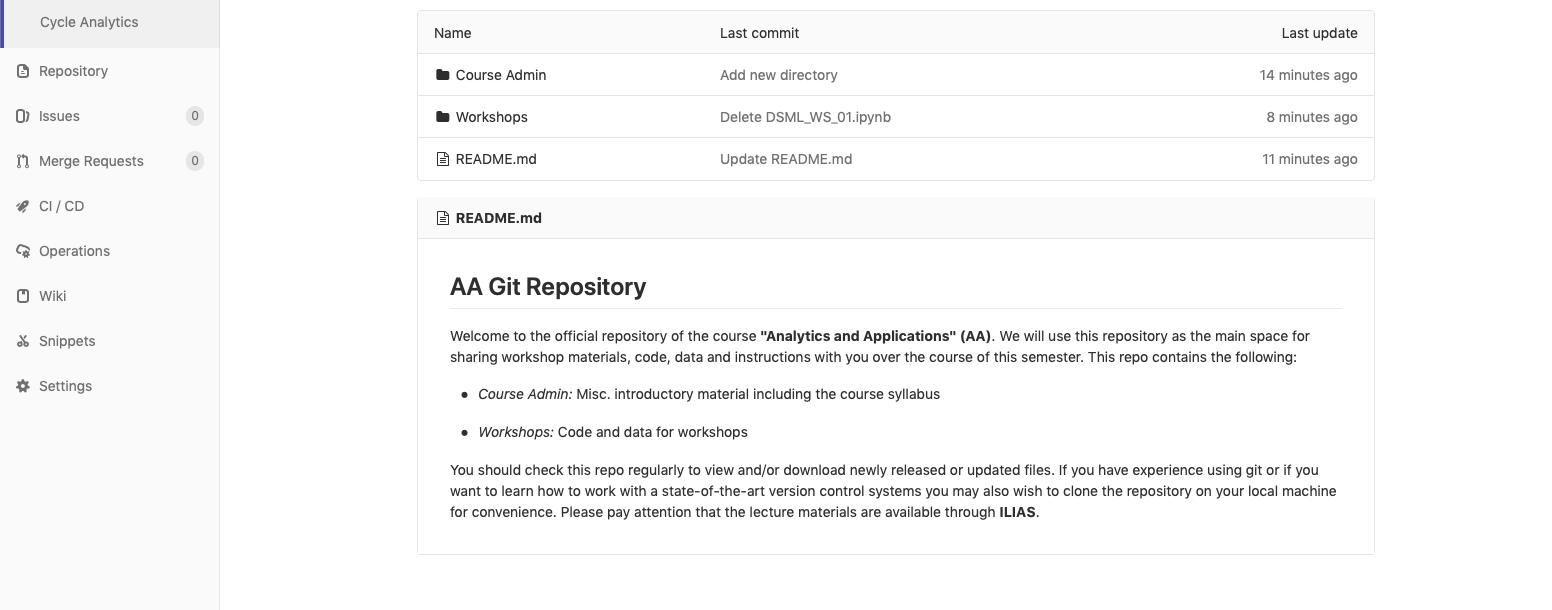 Cycle Analytics
Repository
Issues 0
Merge Requests 0
CI / CD
Operations
Wiki
Snippets
Settings
Name Last commit Last update
Course Admin Add new directory 14 minutes ago
Workshops Delete DSML_WS_01.ipynb 8 minutes ago
README.md Update README.md 11 minutes ago
README.md
AA Git Repository
Welcome to the official repository of the course "Analytics and Applications" (AA). We will use this repository as the main space for
sharing workshop materials, code, data and instructions with you over the course of this semester. This repo contains the following:
• Course Admin: Misc. introductory material including the course syllabus
• Workshops: Code and data for workshops
You should check this repo regularly to view and/or download newly released or updated files. If you have experience using git or if you
want to learn how to work with a state-of-the-art version control systems you may also wish to clone the repository on your local machine
for convenience. Please pay attention that the lecture materials are available through ILIAS.